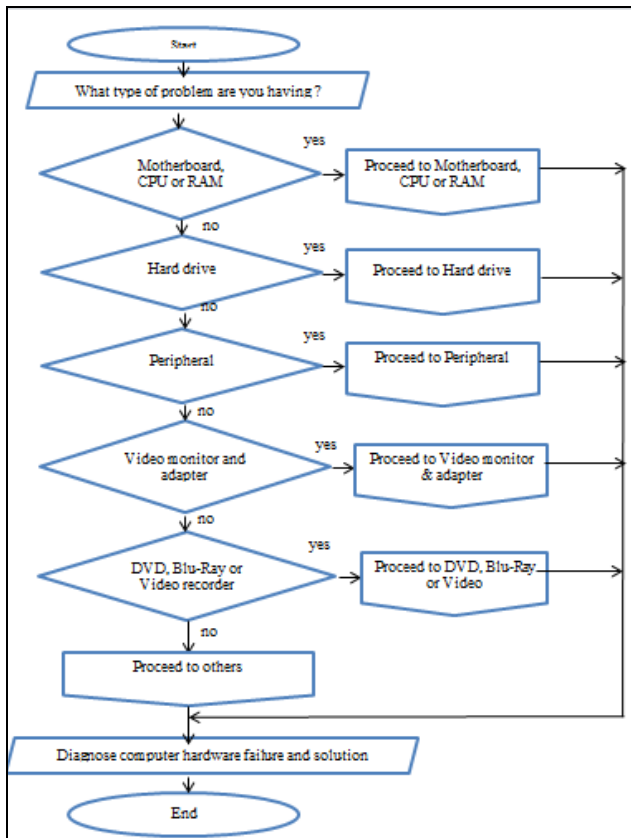 Start
What type of problem are you having ?
yes
Motherboard,
CPU or RAM
Proceed to Motherboard,
CPU or RAM
no
yes
Hard drive
Proceed to Hard drive
no
yes
Peripheral
Proceed to Peripheral
no
yes
Video monitor and
adapter
Proceed to Video monitor
& adapter
no
yes
DVD, Blu-Ray or
Video recorder
Proceed to DVD, Blu-Ray
or Video
no
Proceed to others
Diagnose computer hardware failure and solution
End